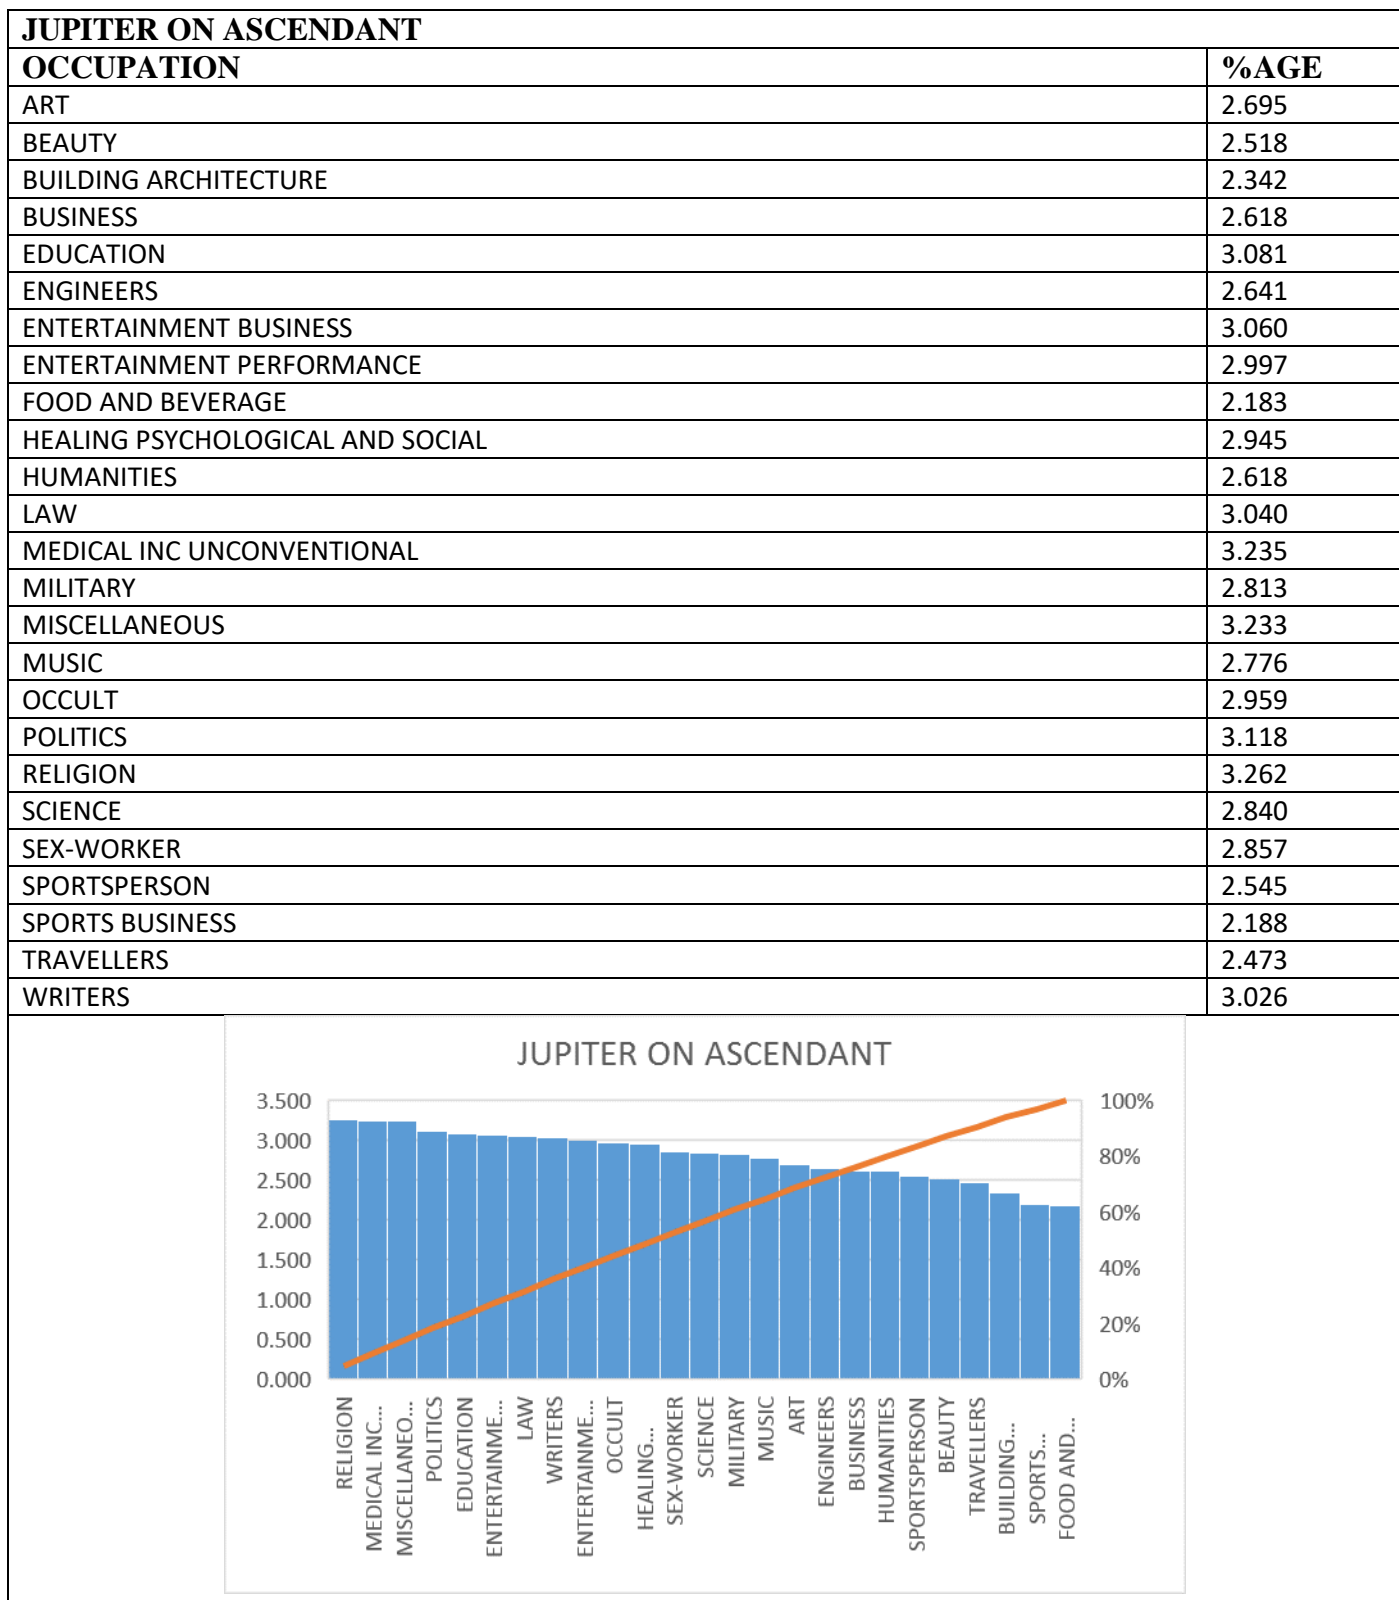 JUPITER ON ASCENDANT
OCCUPATION %AGE
ART 2.695
BEAUTY 2.518
BUILDING ARCHITECTURE 2.342
BUSINESS 2.618
EDUCATION 3.081
ENGINEERS 2.641
ENTERTAINMENT BUSINESS 3.060
ENTERTAINMENT PERFORMANCE 2.997
FOOD AND BEVERAGE 2.183
HEALING PSYCHOLOGICAL AND SOCIAL 2.945
HUMANITIES 2.618
LAW 3.040
MEDICAL INC UNCONVENTIONAL 3.235
MILITARY 2.813
MISCELLANEOUS 3.233
MUSIC 2.776
OCCULT 2.959
POLITICS 3.118
RELIGION 3.262
SCIENCE 2.840
SEX-WORKER 2.857
SPORTSPERSON 2.545
SPORTS BUSINESS 2.188
TRAVELLERS 2.473
WRITERS 3.026
JUPITER ON ASCENDANT
3.500 100%
3.000
2.500 80%
2.000 60%
1.500 40%
1.000
0.500 20%
0.000 0%
RELIGION
MEDICAL INC...
MISCELLANEO...
POLITICS
EDUCATION
ENTERTAINME...
LAW
WRITERS
ENTERTAINME...
OCCULT
HEALING...
SEX-WORKER
SCIENCE
MILITARY
MUSIC
ART
ENGINEERS
BUSINESS
HUMANITIES
SPORTSPERSON
BEAUTY
TRAVELLERS
BUILDING...
SPORTS...
FOOD AND...